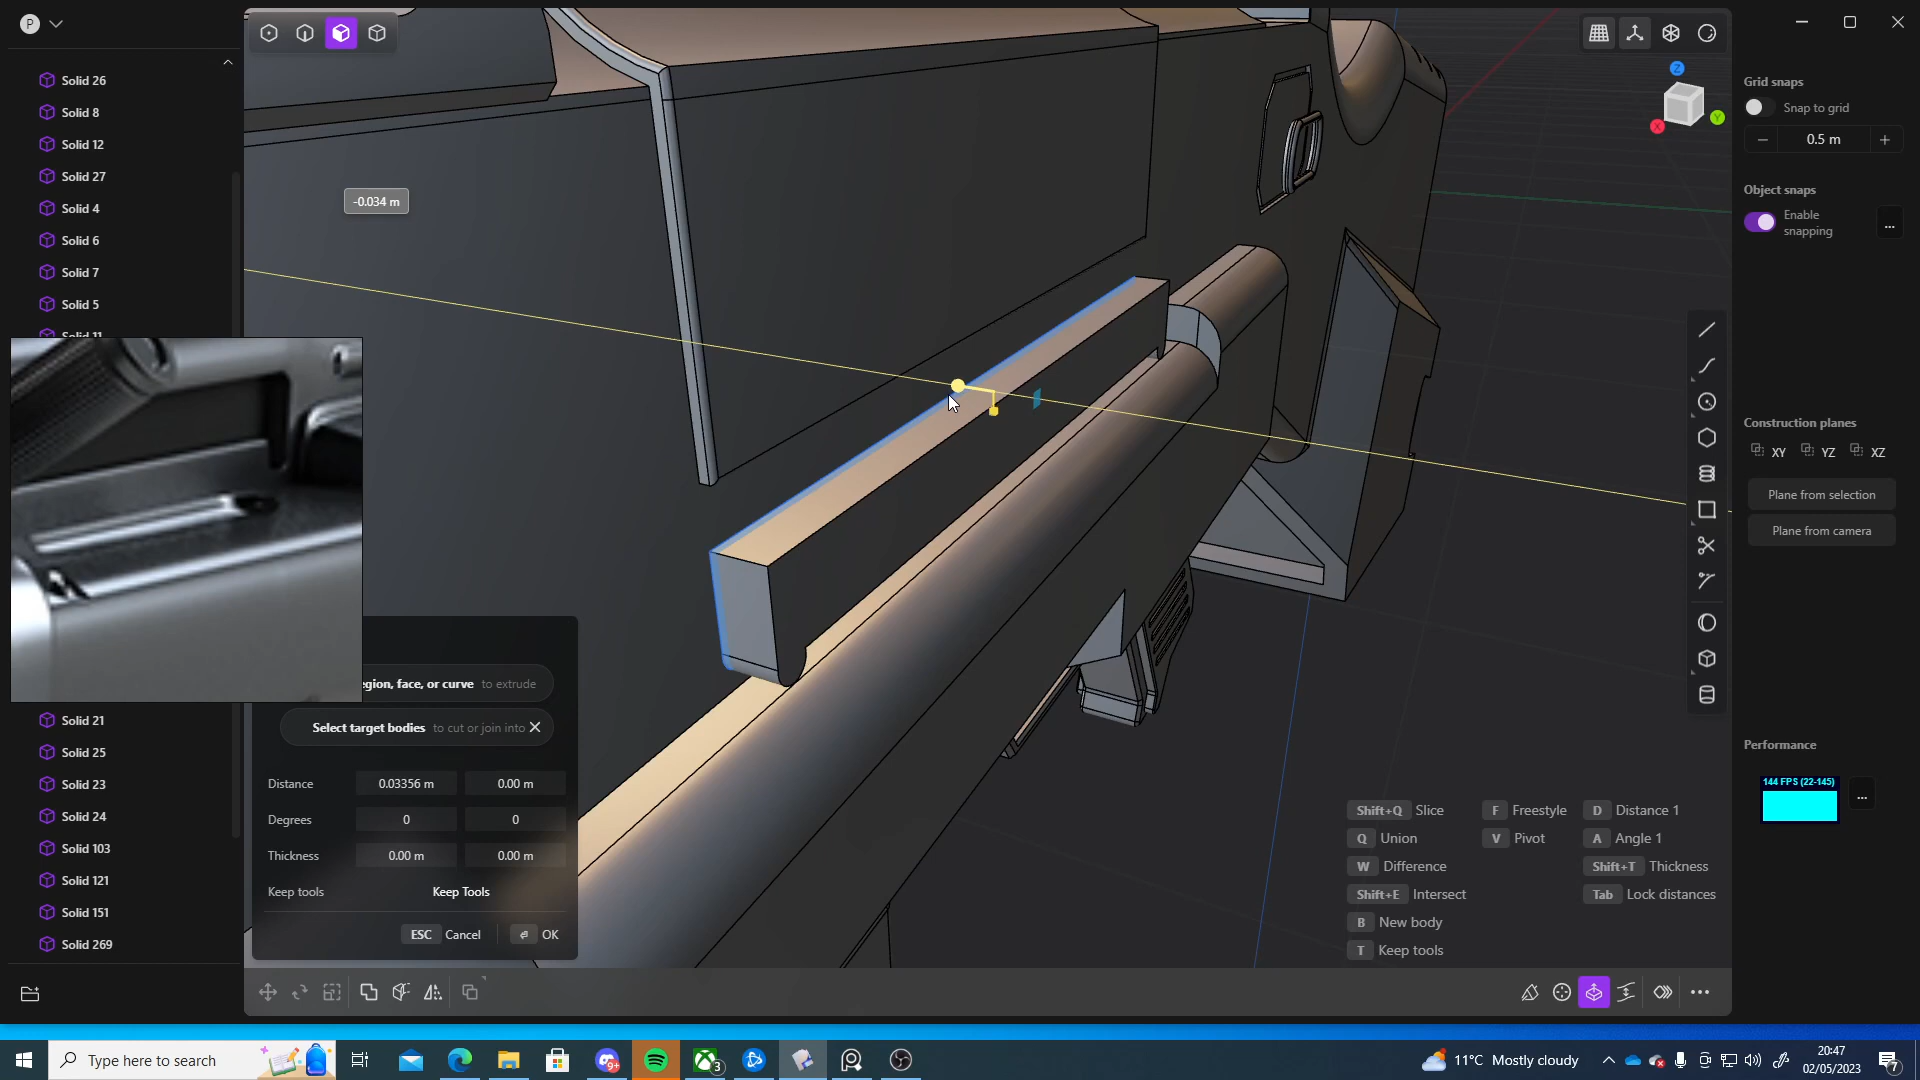 P
Solid 26
Solid 8
Solid 12
Solid 27
Solid 4
Solid 6
Solid 7
Solid 5
Solid 11
Solid 21
Solid 25
Solid 23
Solid 24
Solid 103
Solid 121
Solid 151
Solid 269
-0.034 m
egion, face, or curve to extrude
Select target bodies to cut or join into
Distance 0.03356 m 0.00 m
Degrees 0 0
Thickness 0.00 m 0.00 m
Keep tools Keep Tools
ESC Cancel OK
Shift+Q Slice F Freestyle D Distance 1
Q Union V Pivot A Angle 1
W Difference Shift+T Thickness
Shift+E Intersect Tab Lock distances
B New body
T Keep tools
Z
X
Y
Grid snaps
Snap to grid
0.5 m
Object snaps
Enable
snapping
...
Construction planes
XY YZ XZ
Plane from selection
Plane from camera
Performance
144 FPS (22-145)
...
Type here to search
9+
3
11°C Mostly cloudy
20:47
02/05/2023
7